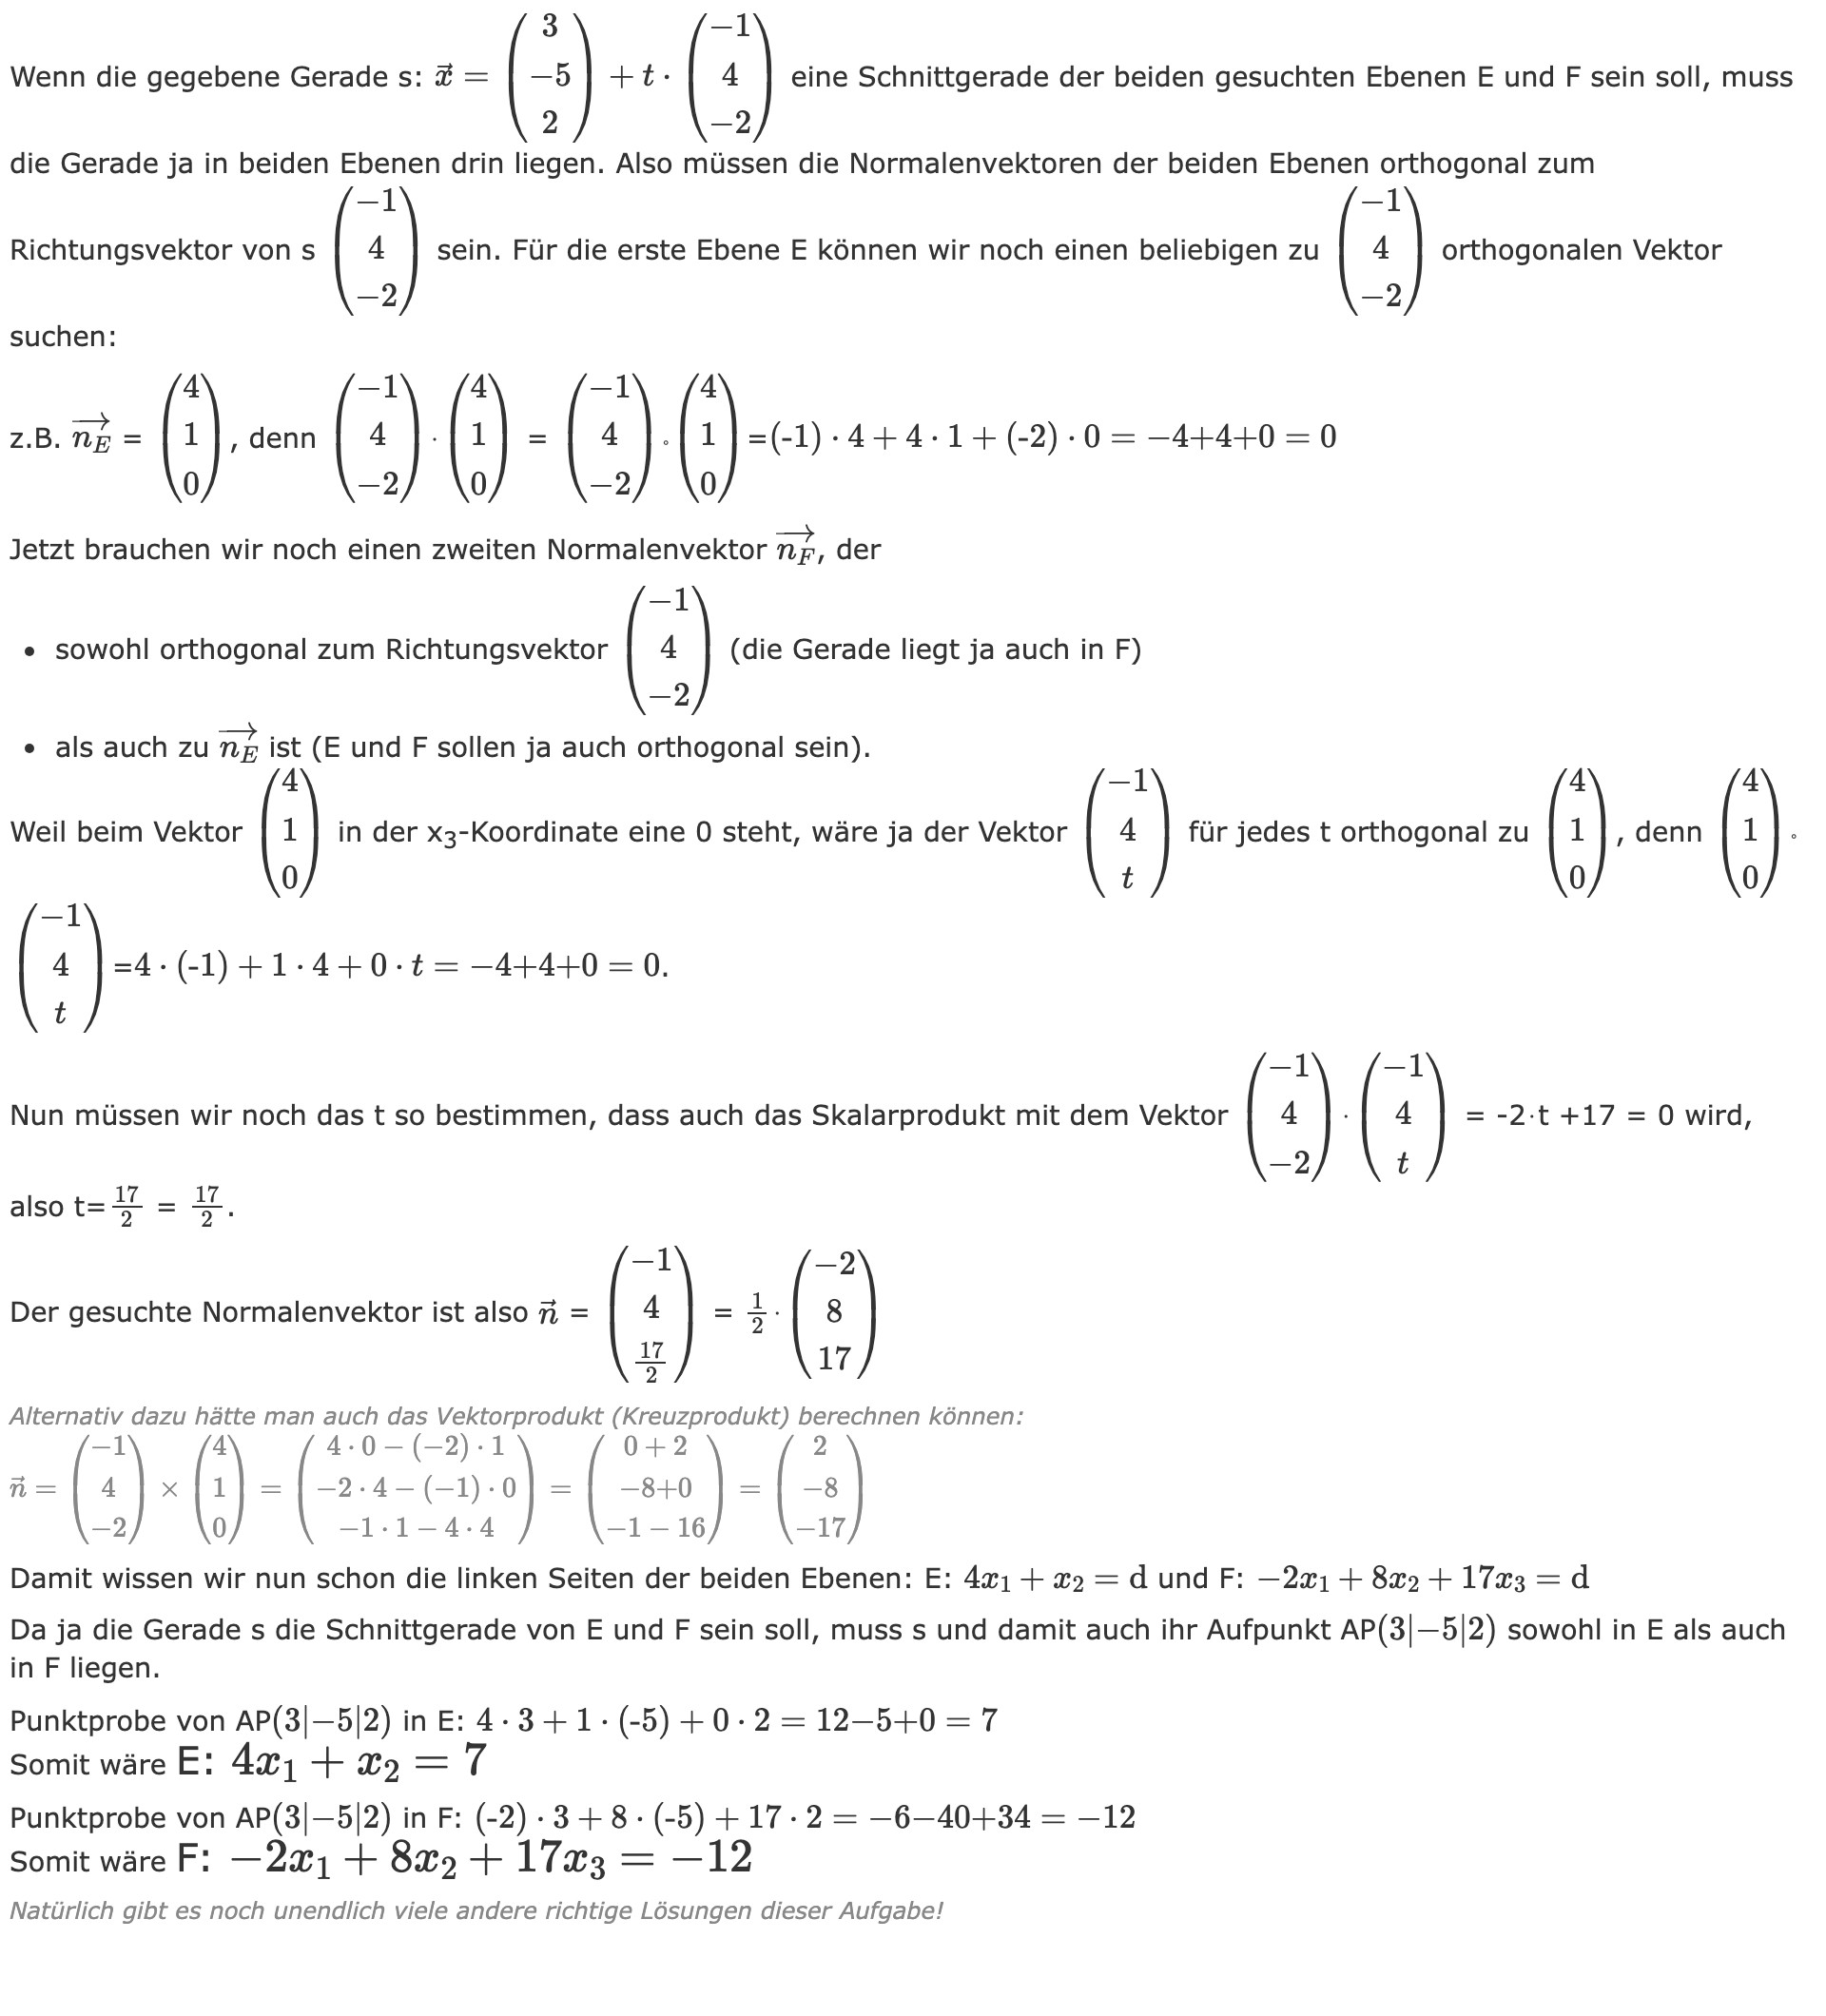 Wenn die gegebene Gerade s: $\vec{x} = \begin{pmatrix} 3 \\ -5 \\ 2 \end{pmatrix} + t \cdot \begin{pmatrix} -1 \\ 4 \\ -2 \end{pmatrix}$ eine Schnittgerade der beiden gesuchten Ebenen E und F sein soll, muss
die Gerade ja in beiden Ebenen drin liegen. Also müssen die Normalenvektoren der beiden Ebenen orthogonal zum
Richtungsvektor von s $\begin{pmatrix} -1 \\ 4 \\ -2 \end{pmatrix}$ sein. Für die erste Ebene E können wir noch einen beliebigen zu $\begin{pmatrix} -1 \\ 4 \\ -2 \end{pmatrix}$ orthogonalen Vektor
suchen:
z.B. $\overrightarrow{n_E}$ = $\begin{pmatrix} 4 \\ 1 \\ 0 \end{pmatrix}$, denn $\begin{pmatrix} -1 \\ 4 \\ -2 \end{pmatrix} \cdot \begin{pmatrix} 4 \\ 1 \\ 0 \end{pmatrix}$ = $\begin{pmatrix} -1 \\ 4 \\ -2 \end{pmatrix} \circ \begin{pmatrix} 4 \\ 1 \\ 0 \end{pmatrix}$ =$(-1) \cdot 4 + 4 \cdot 1 + (-2) \cdot 0 = -4+4+0 = 0$
Jetzt brauchen wir noch einen zweiten Normalenvektor $\overrightarrow{n_F}$, der
• sowohl orthogonal zum Richtungsvektor $\begin{pmatrix} -1 \\ 4 \\ -2 \end{pmatrix}$ (die Gerade liegt ja auch in F)
• als auch zu $\overrightarrow{n_E}$ ist (E und F sollen ja auch orthogonal sein).
Weil beim Vektor $\begin{pmatrix} 4 \\ 1 \\ 0 \end{pmatrix}$ in der x₃-Koordinate eine 0 steht, wäre ja der Vektor $\begin{pmatrix} -1 \\ 4 \\ t \end{pmatrix}$ für jedes t orthogonal zu $\begin{pmatrix} 4 \\ 1 \\ 0 \end{pmatrix}$, denn $\begin{pmatrix} 4 \\ 1 \\ 0 \end{pmatrix} \circ$
$\begin{pmatrix} -1 \\ 4 \\ t \end{pmatrix}$ =$4 \cdot (-1) + 1 \cdot 4 + 0 \cdot t = -4+4+0 = 0$.
Nun müssen wir noch das t so bestimmen, dass auch das Skalarprodukt mit dem Vektor $\begin{pmatrix} -1 \\ 4 \\ -2 \end{pmatrix} \cdot \begin{pmatrix} -1 \\ 4 \\ t \end{pmatrix}$ = -2⋅t +17 = 0 wird,
also t=$\frac{17}{2}$ = $\frac{17}{2}$.
Der gesuchte Normalenvektor ist also $\vec{n}$ = $\begin{pmatrix} -1 \\ 4 \\ \frac{17}{2} \end{pmatrix}$ = $\frac{1}{2} \cdot \begin{pmatrix} -2 \\ 8 \\ 17 \end{pmatrix}$
Alternativ dazu hätte man auch das Vektorprodukt (Kreuzprodukt) berechnen können:
$\vec{n} = \begin{pmatrix} -1 \\ 4 \\ -2 \end{pmatrix} \times \begin{pmatrix} 4 \\ 1 \\ 0 \end{pmatrix} = \begin{pmatrix} 4 \cdot 0 - (-2) \cdot 1 \\ -2 \cdot 4 - (-1) \cdot 0 \\ -1 \cdot 1 - 4 \cdot 4 \end{pmatrix} = \begin{pmatrix} 0 + 2 \\ -8+0 \\ -1 - 16 \end{pmatrix} = \begin{pmatrix} 2 \\ -8 \\ -17 \end{pmatrix}$
Damit wissen wir nun schon die linken Seiten der beiden Ebenen: E: $4x_1 + x_2 = \text{d}$ und F: $-2x_1 + 8x_2 + 17x_3 = \text{d}$
Da ja die Gerade s die Schnittgerade von E und F sein soll, muss s und damit auch ihr Aufpunkt AP$(3|-5|2)$ sowohl in E als auch
in F liegen.
Punktprobe von AP$(3|-5|2)$ in E: $4 \cdot 3 + 1 \cdot (-5) + 0 \cdot 2 = 12-5+0 = 7$
Somit wäre E: $4x_1 + x_2 = 7$
Punktprobe von AP$(3|-5|2)$ in F: $(-2) \cdot 3 + 8 \cdot (-5) + 17 \cdot 2 = -6-40+34 = -12$
Somit wäre F: $-2x_1 + 8x_2 + 17x_3 = -12$
Natürlich gibt es noch unendlich viele andere richtige Lösungen dieser Aufgabe!